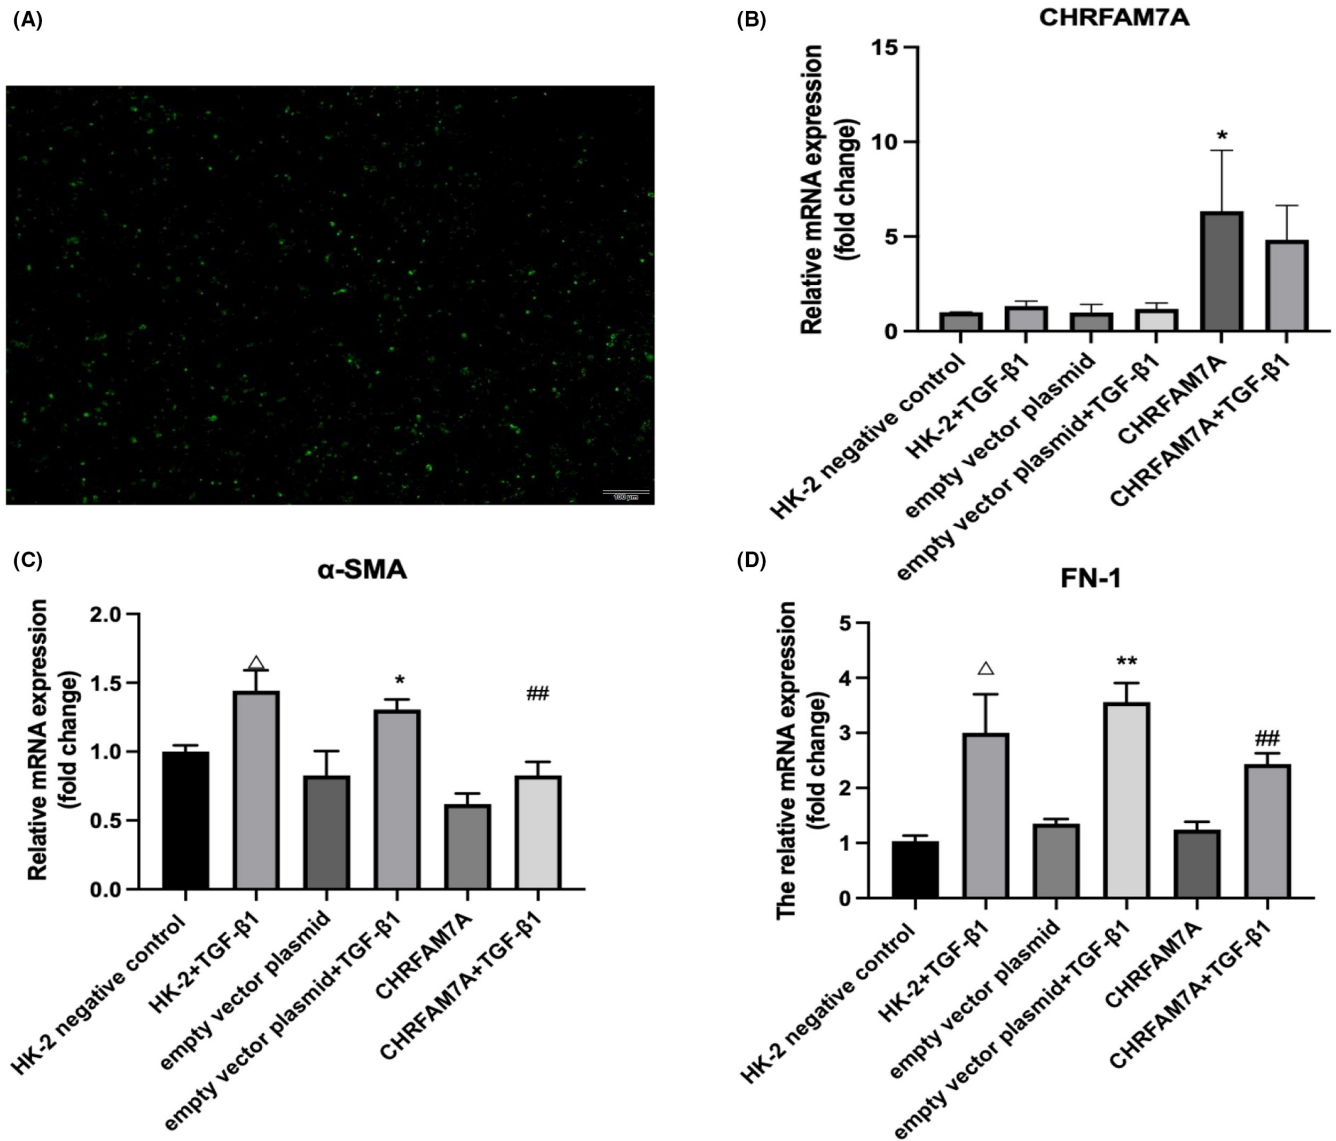 (A)
100 µm
(B)
CHRFAM7A
Relative mRNA expression
(fold change)
15
10
5
0
*
HK-2 negative control
HK-2+TGF-β1
empty vector plasmid
empty vector plasmid+TGF-β1
CHRFAM7A
CHRFAM7A+TGF-β1
(C)
α-SMA
Relative mRNA expression
(fold change)
2.0
1.5
1.0
0.5
0.0
△
*
##
HK-2 negative control
HK-2+TGF-β1
empty vector plasmid
empty vector plasmid+TGF-β1
CHRFAM7A
CHRFAM7A+TGF-β1
(D)
FN-1
The relative mRNA expression
(fold change)
5
4
3
2
1
0
△
**
##
HK-2 negative control
HK-2+TGF-β1
empty vector plasmid
empty vector plasmid+TGF-β1
CHRFAM7A
CHRFAM7A+TGF-β1